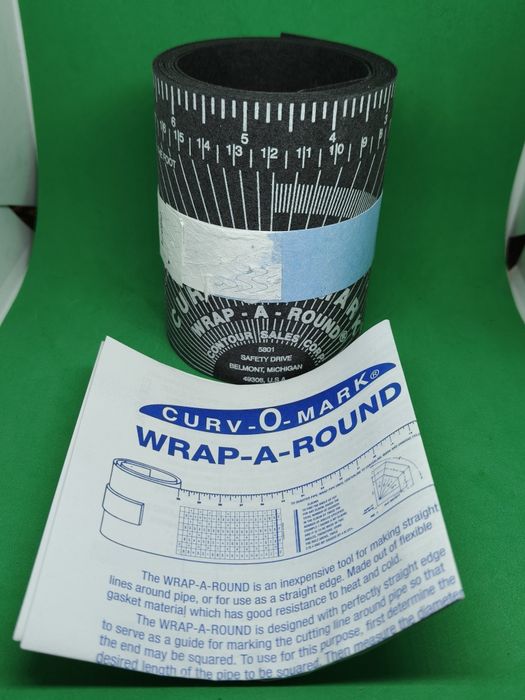 6 5 4 3
16 15 14 13 12 11 10 9 8
FOOT
CURV MARK
WRAP - A - ROUND®
CONTOUR SALES CORP.
5801
SAFETY DRIVE
BELMONT, MICHIGAN
49306, U.S.A.
CURV-O-MARK®
WRAP-A-ROUND
The WRAP-A-ROUND is an inexpensive tool for making straight
lines around pipe, or for use as a straight edge. Made out of flexible
gasket material which has good resistance to heat and cold.
The WRAP-A-ROUND is designed with perfectly straight edge
to serve as a guide for marking the cutting line around pipe so that
the end may be squared. To use for this purpose, first determine the
desired length of the pipe to be squared. Then measure the diameter